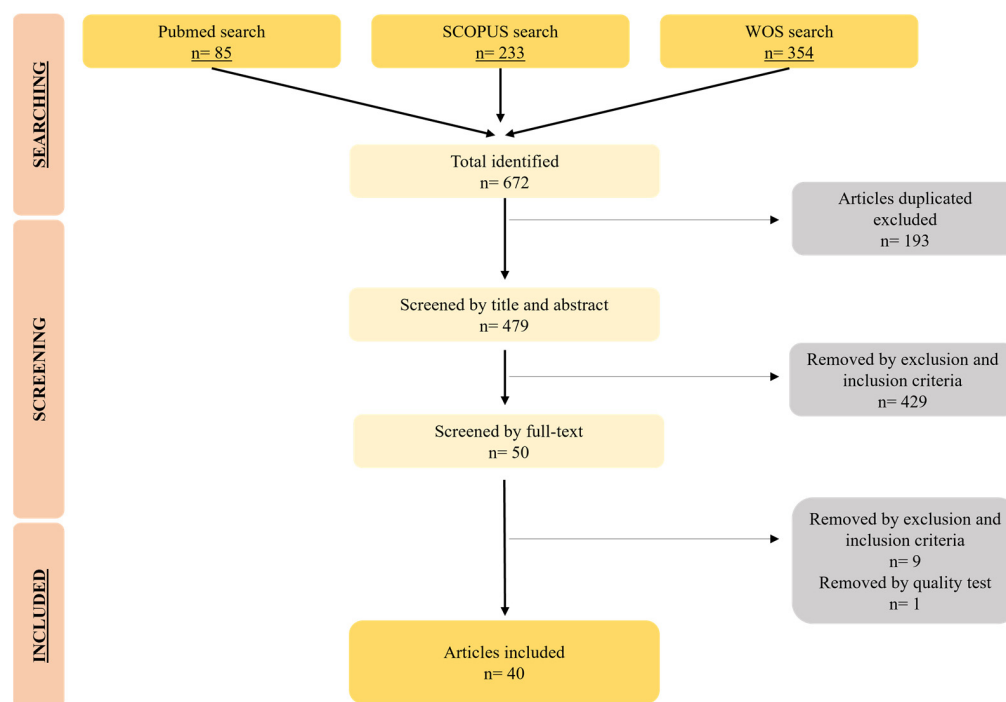 SEARCHING
Pubmed search
n= 85
SCOPUS search
n= 233
WOS search
n= 354
Total identified
n= 672
Articles duplicated
excluded
n= 193
SCREENING
Screened by title and abstract
n= 479
Removed by exclusion and
inclusion criteria
n= 429
Screened by full-text
n= 50
INCLUDED
Removed by exclusion and
inclusion criteria
n= 9
Removed by quality test
n= 1
Articles included
n= 40